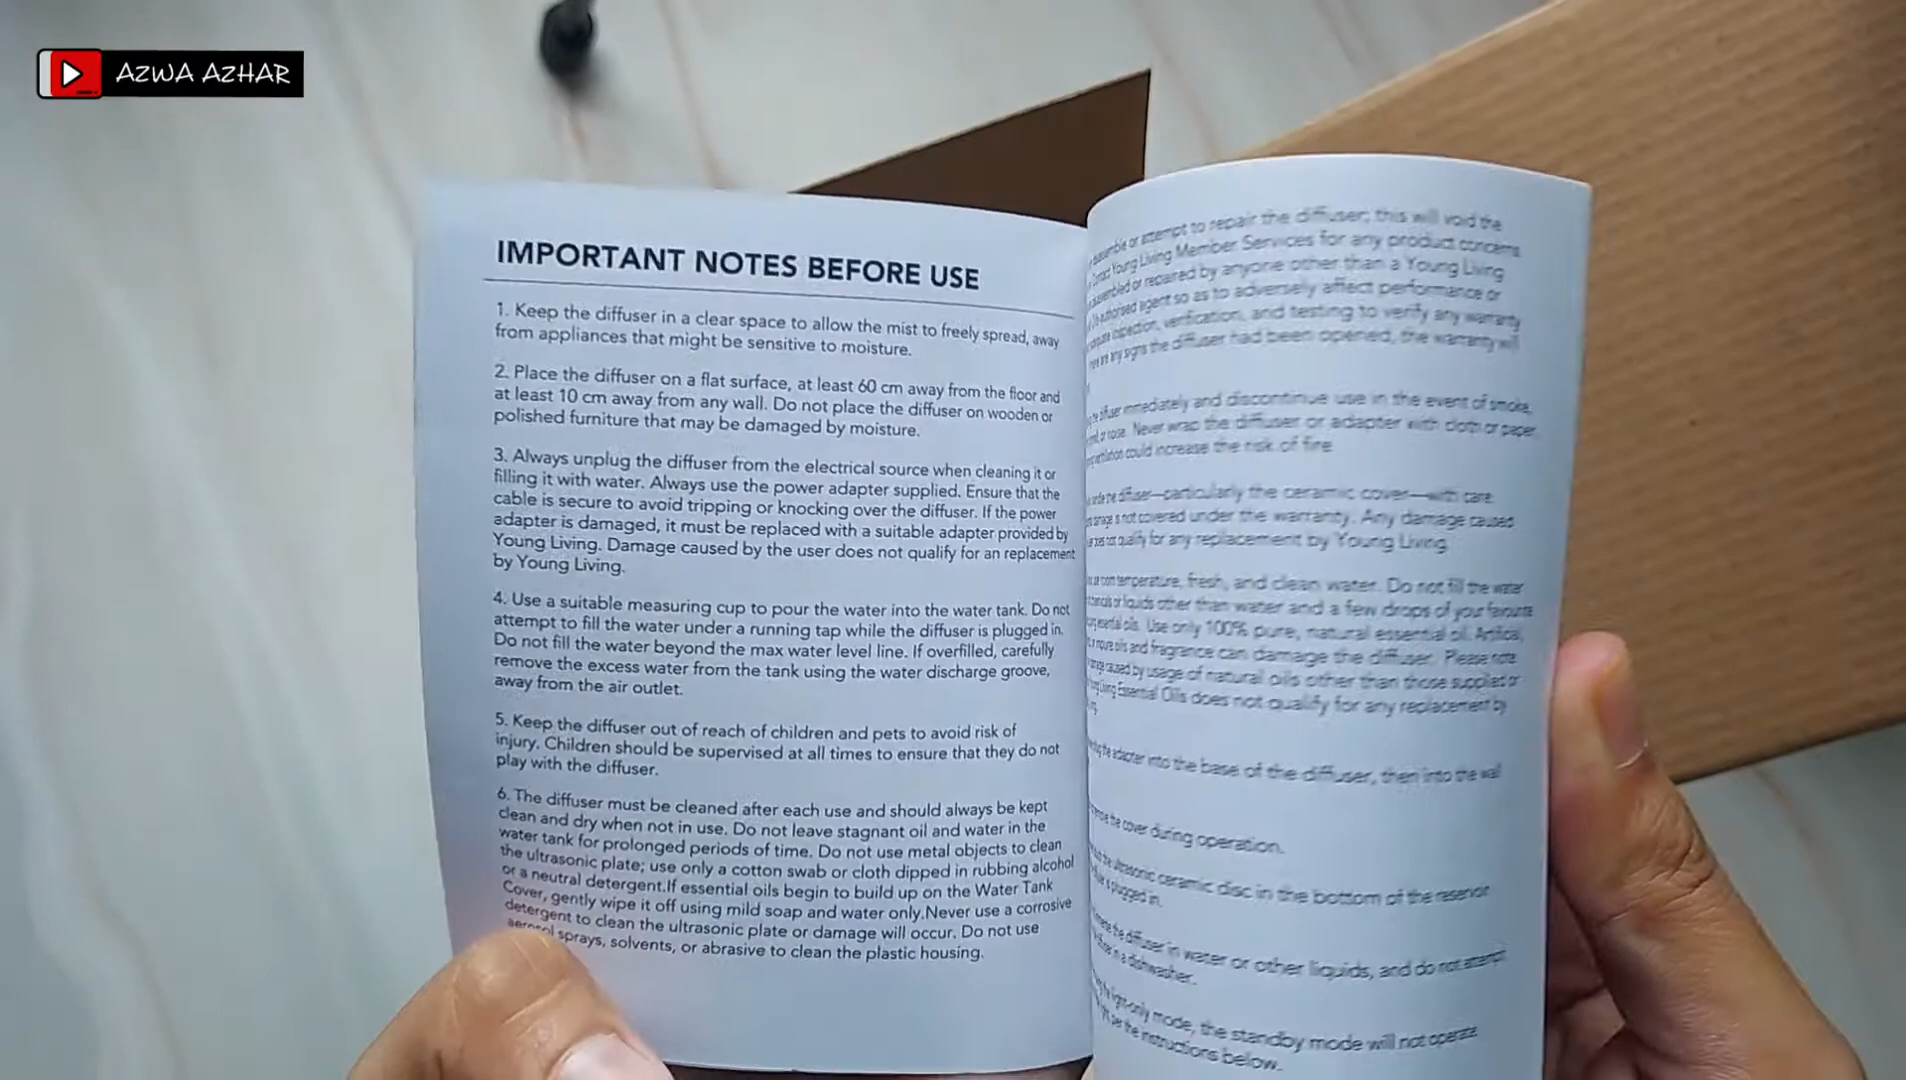 AZWA AZHAR
IMPORTANT NOTES BEFORE USE
1. Keep the diffuser in a clear space to allow the mist to freely spread, away
from appliances that might be sensitive to moisture.
2. Place the diffuser on a flat surface, at least 60 cm away from the floor and
at least 10 cm away from any wall. Do not place the diffuser on wooden or
polished furniture that may be damaged by moisture.
3. Always unplug the diffuser from the electrical source when cleaning it or
filling it with water. Always use the power adapter supplied. Ensure that the
cable is secure to avoid tripping or knocking over the diffuser. If the power
adapter is damaged, it must be replaced with a suitable adapter provided by
Young Living. Damage caused by the user does not qualify for an replacement
by Young Living.
4. Use a suitable measuring cup to pour the water into the water tank. Do not
attempt to fill the water under a running tap while the diffuser is plugged in.
Do not fill the water beyond the max water level line. If overfilled, carefully
remove the excess water from the tank using the water discharge groove,
away from the air outlet.
5. Keep the diffuser out of reach of children and pets to avoid risk of
injury. Children should be supervised at all times to ensure that they do not
play with the diffuser.
6. The diffuser must be cleaned after each use and should always be kept
clean and dry when not in use. Do not leave stagnant oil and water in the
water tank for prolonged periods of time. Do not use metal objects to clean
the ultrasonic plate; use only a cotton swab or cloth dipped in rubbing alcohol
or a neutral detergent.If essential oils begin to build up on the Water Tank
Cover, gently wipe it off using mild soap and water only.Never use a corrosive
detergent to clean the ultrasonic plate or damage will occur. Do not use
aerosol sprays, solvents, or abrasive to clean the plastic housing.
or attempt to repair the diffuser; this will void the
Contact Young Living Member Services for any product concerns.
or repaired by anyone other than a Young Living
authorised agent so as to adversely affect performance or
inspection, verification, and testing to verify any warranty
any signs the diffuser had been opened, the warranty will
diffuser immediately and discontinue use in the event of smoke,
or noise. Never wrap the diffuser or adapter with cloth or paper
ventilation could increase the risk of fire.
the diffuser—particularly the ceramic cover—with care.
damage is not covered under the warranty. Any damage caused
does not qualify for any replacement by Young Living.
use room temperature, fresh, and clean water. Do not fill the water
or liquids other than water and a few drops of your favourite
essential oils. Use only 100% pure, natural essential oil. Artificial,
oils and fragrance can damage the diffuser. Please note
caused by usage of natural oils other than those supplied or
Young Living Essential Oils does not qualify for any replacement by
the adapter into the base of the diffuser, then into the wall
the cover during operation.
the ultrasonic ceramic disc in the bottom of the reservoir
is plugged in.
the diffuser in water or other liquids, and do not attempt
in a dishwasher.
the light-only mode, the standby mode will not operate.
per the instructions below.